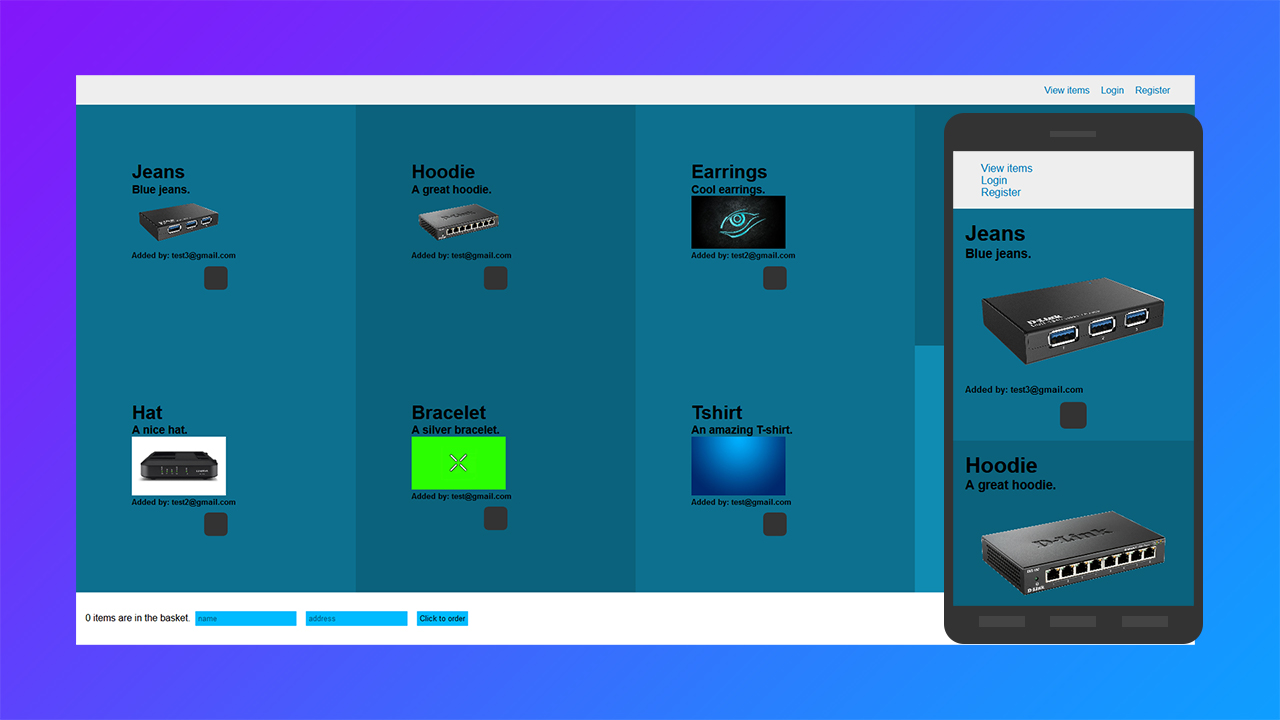 View items Login Register
Jeans
Blue jeans.
Added by: test3@gmail.com
Hoodie
A great hoodie.
D-Link
Added by: test@gmail.com
Earrings
Cool earrings.
Added by: test2@gmail.com
Hat
A nice hat.
Added by: test2@gmail.com
Bracelet
A silver bracelet.
Added by: test@gmail.com
Tshirt
An amazing T-shirt.
Added by: test@gmail.com
0 items are in the basket. name address Click to order
View items
Login
Register
Jeans
Blue jeans.
D-Link
Added by: test3@gmail.com
Hoodie
A great hoodie.
D-Link